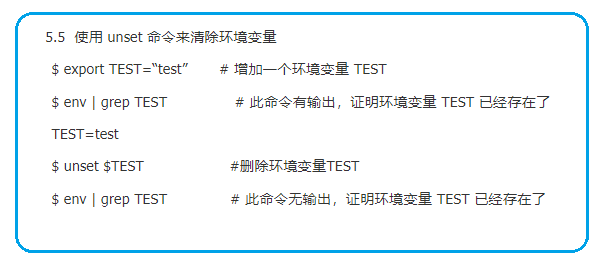 5.5 使用 unset 命令来清除环境变量
$ export TEST=“test” # 增加一个环境变量 TEST
$ env | grep TEST # 此命令有输出，证明环境变量 TEST 已经存在了
TEST=test
$ unset $TEST #删除环境变量TEST
$ env | grep TEST # 此命令无输出，证明环境变量 TEST 已经存在了